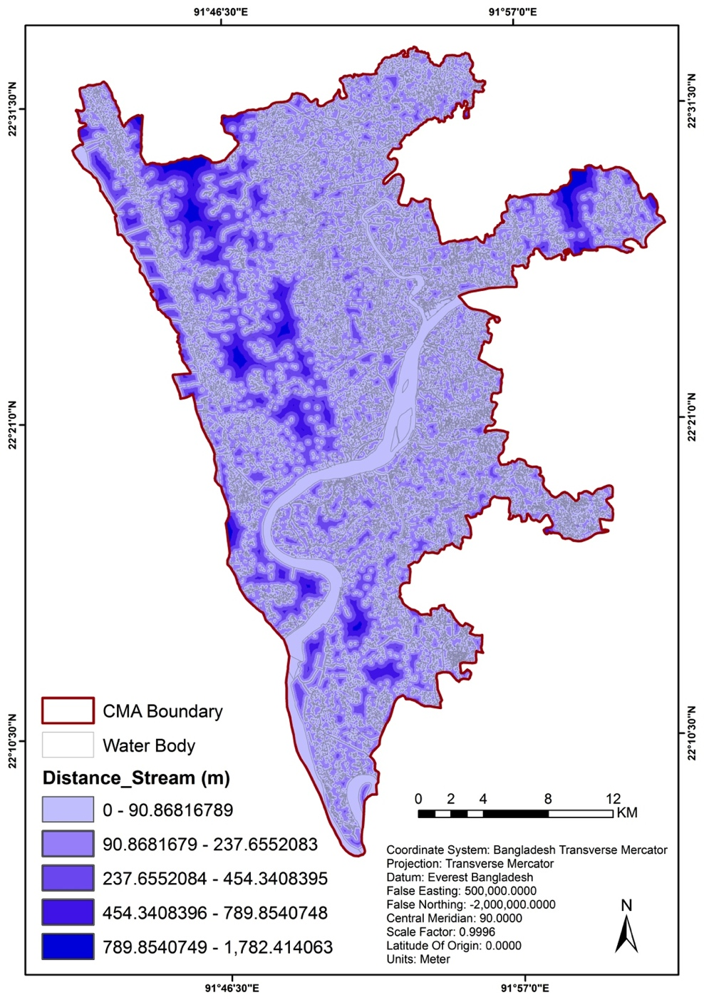 91°46'30"E
91°57'0"E
22°31'30"N
22°31'30"N
22°21'0"N
22°21'0"N
22°10'30"N
22°10'30"N
CMA Boundary
Water Body
Distance_Stream (m)
0 - 90.86816789
90.8681679 - 237.6552083
237.6552084 - 454.3408395
454.3408396 - 789.8540748
789.8540749 - 1,782.414063
0 2 4 8 12
KM
Coordinate System: Bangladesh Transverse Mercator
Projection: Transverse Mercator
Datum: Everest Bangladesh
False Easting: 500,000.0000
False Northing: -2,000,000.0000
Central Meridian: 90.0000
Scale Factor: 0.9996
Latitude Of Origin: 0.0000
Units: Meter
N
91°46'30"E
91°57'0"E